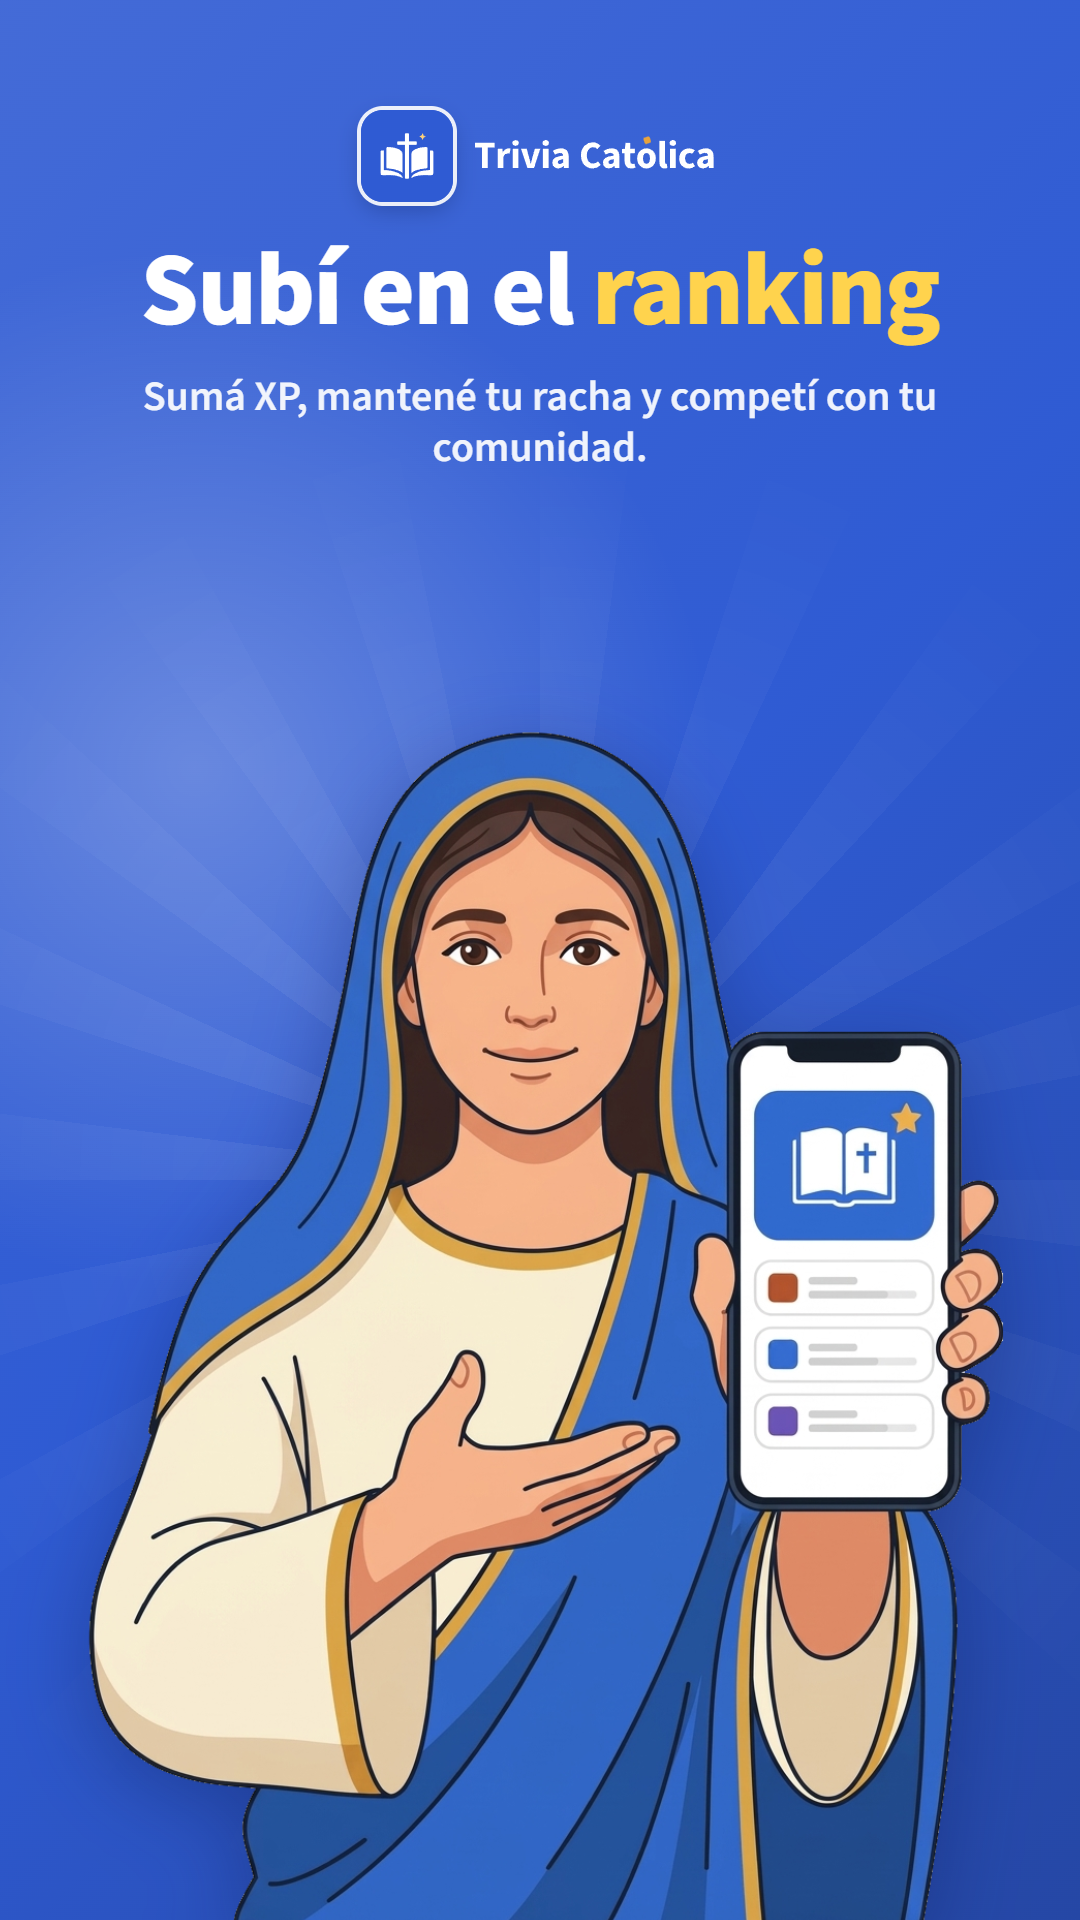 Trivia Católica
Subí en el ranking
Sumá XP, mantené tu racha y competí con tu
comunidad.